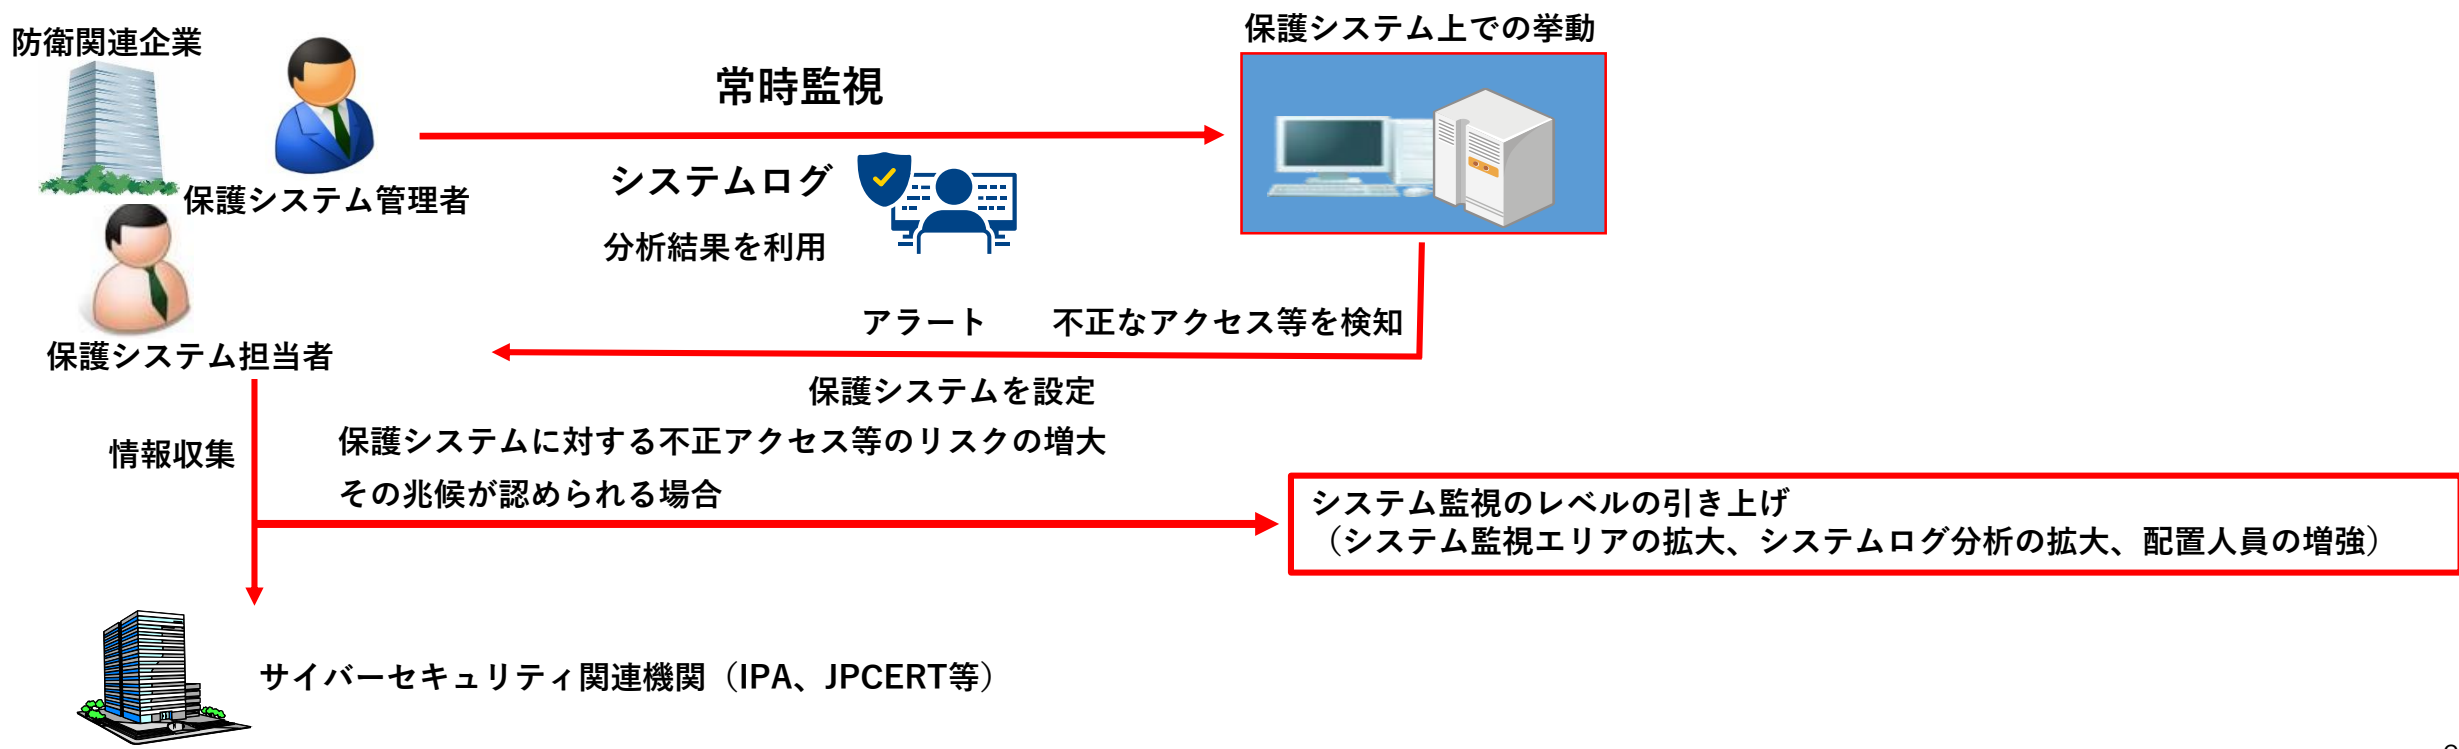 防衛関連企業
保護システム管理者
常時監視
システムログ
分析結果を利用
保護システム上での挙動
アラート　不正なアクセス等を検知
保護システム担当者
保護システムを設定
情報収集
保護システムに対する不正アクセス等のリスクの増大
その兆候が認められる場合
システム監視のレベルの引き上げ
（システム監視エリアの拡大、システムログ分析の拡大、配置人員の増強）
サイバーセキュリティ関連機関（IPA、JPCERT等）